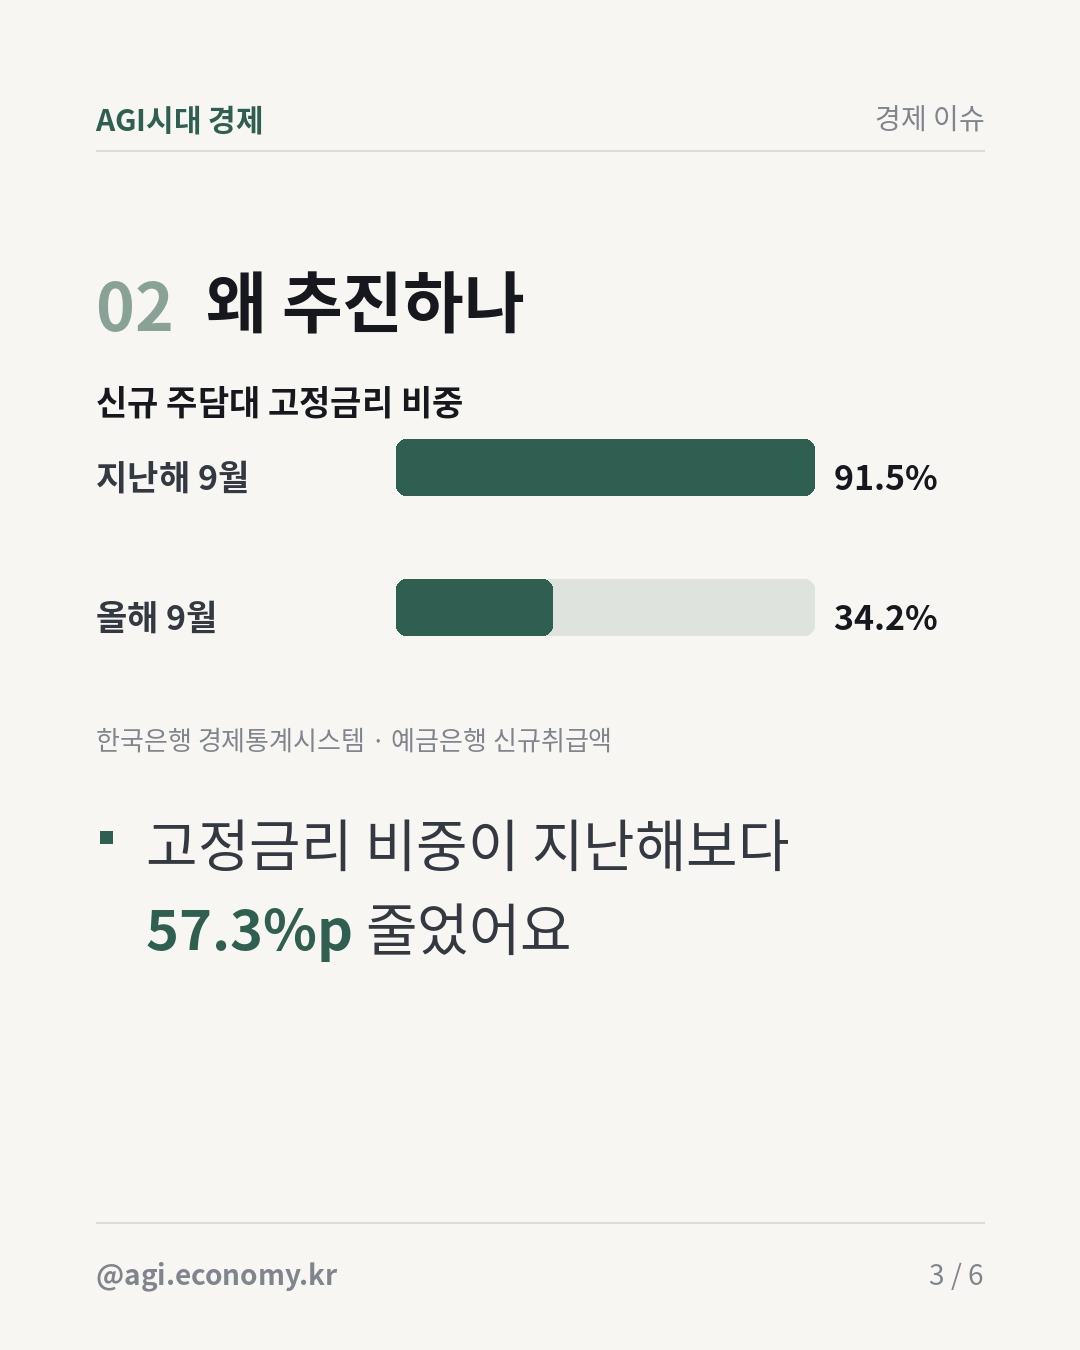 AGI시대 경제
경제 이슈
02 왜 추진하나
신규 주담대 고정금리 비중
지난해 9월 91.5%
올해 9월 34.2%
한국은행 경제통계시스템 · 예금은행 신규취급액
▪ 고정금리 비중이 지난해보다
57.3%p 줄었어요
@agi.economy.kr
3 / 6